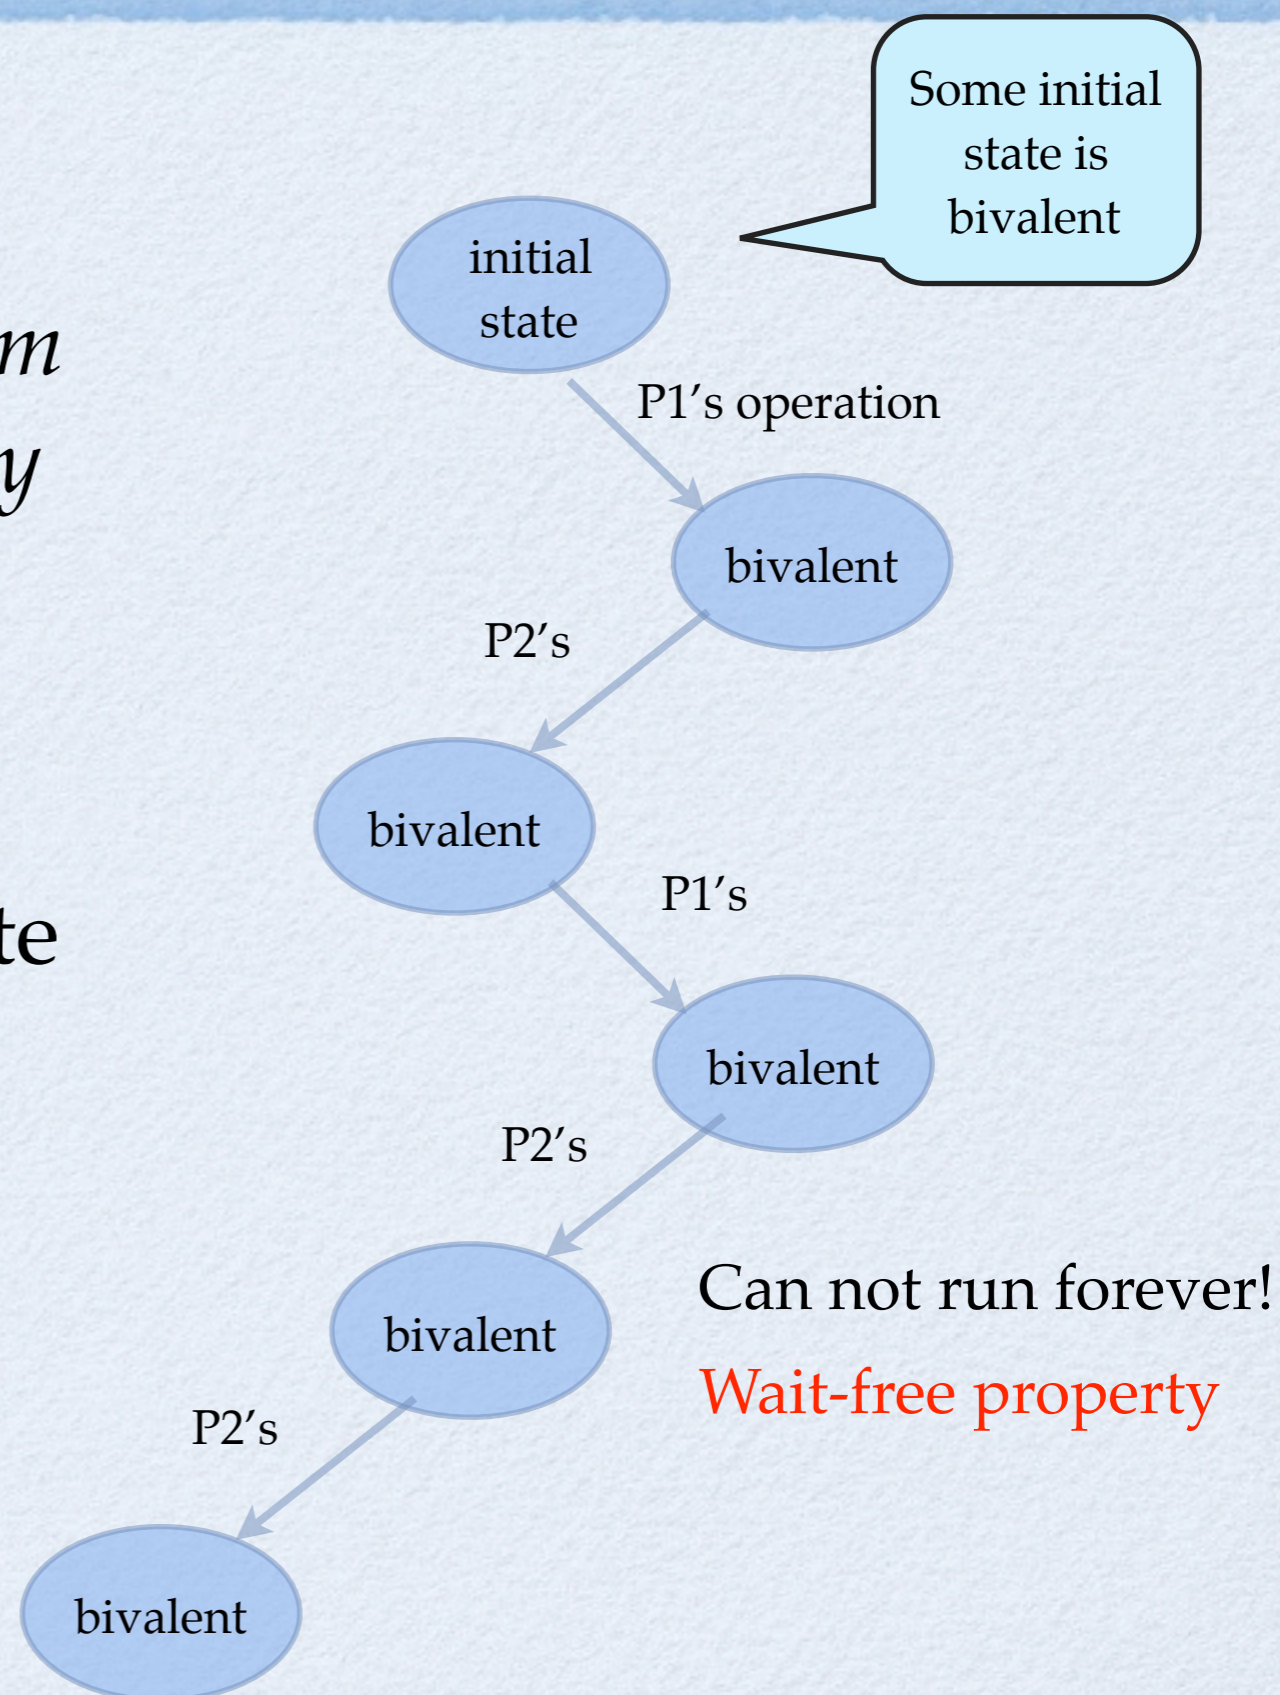 Some initial
state is
bivalent
initial
state
P1’s operation
bivalent
P2’s
bivalent
P1’s
bivalent
P2’s
bivalent
Can not run forever!
Wait-free property
P2’s
bivalent